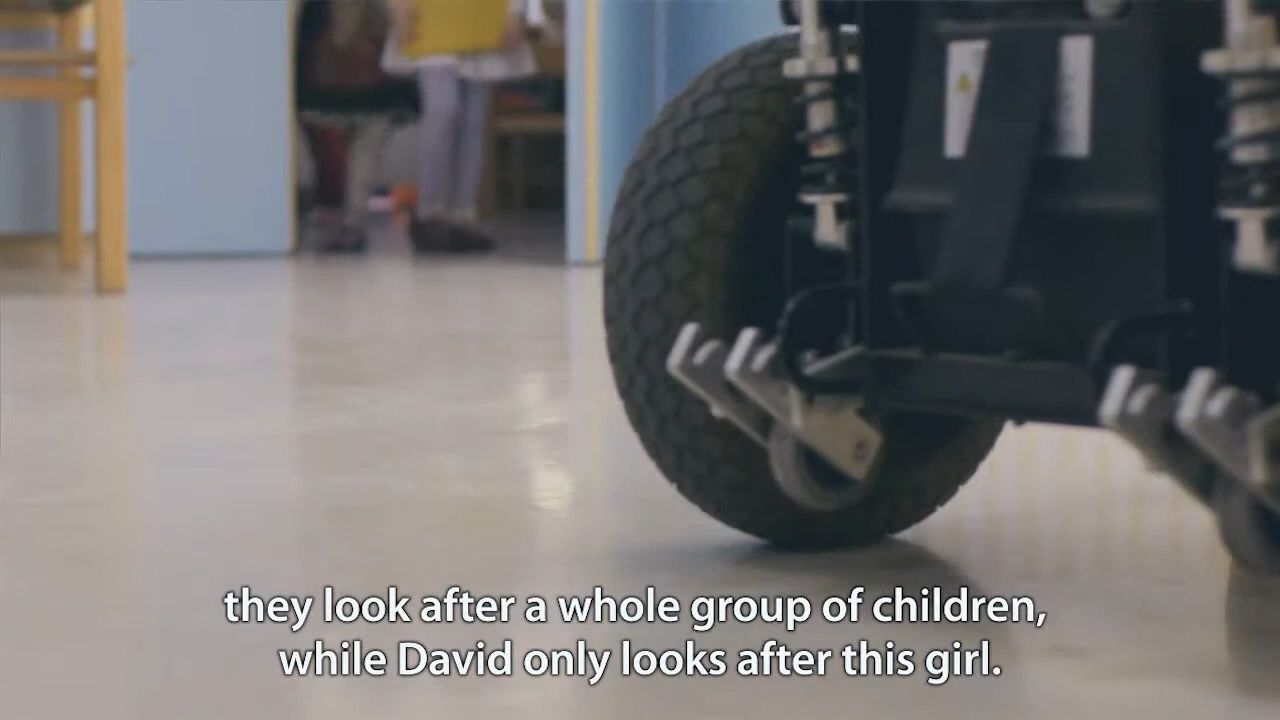 they look after a whole group of children,
while David only looks after this girl.